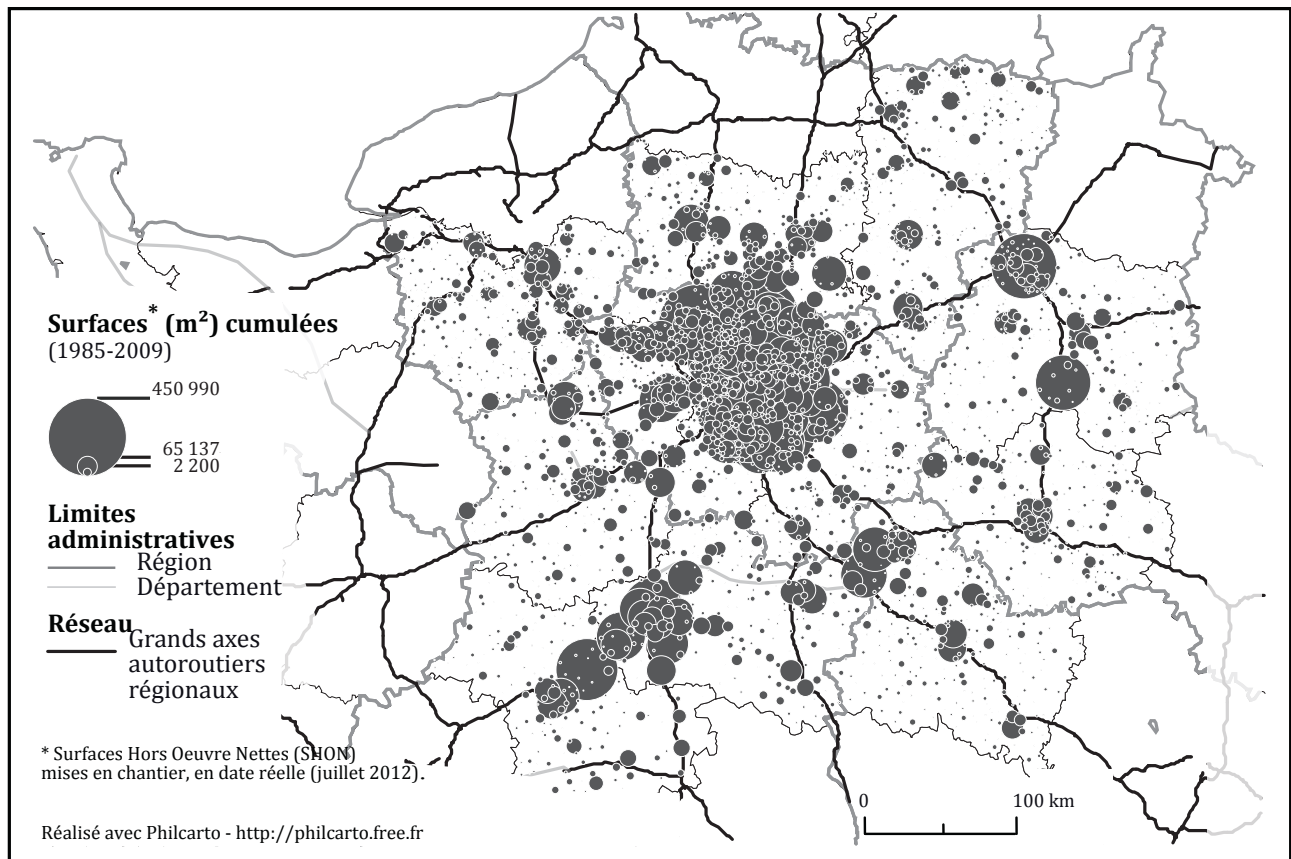 Surfaces* (m²) cumulées
(1985-2009)
450 990
65 137
2 200
Limites
administratives
Région
Département
Réseau
Grands axes
autoroutiers
régionaux
* Surfaces Hors Oeuvre Nettes (SHON)
mises en chantier, en date réelle (juillet 2012).
Réalisé avec Philcarto - http://philcarto.free.fr
0 100 km